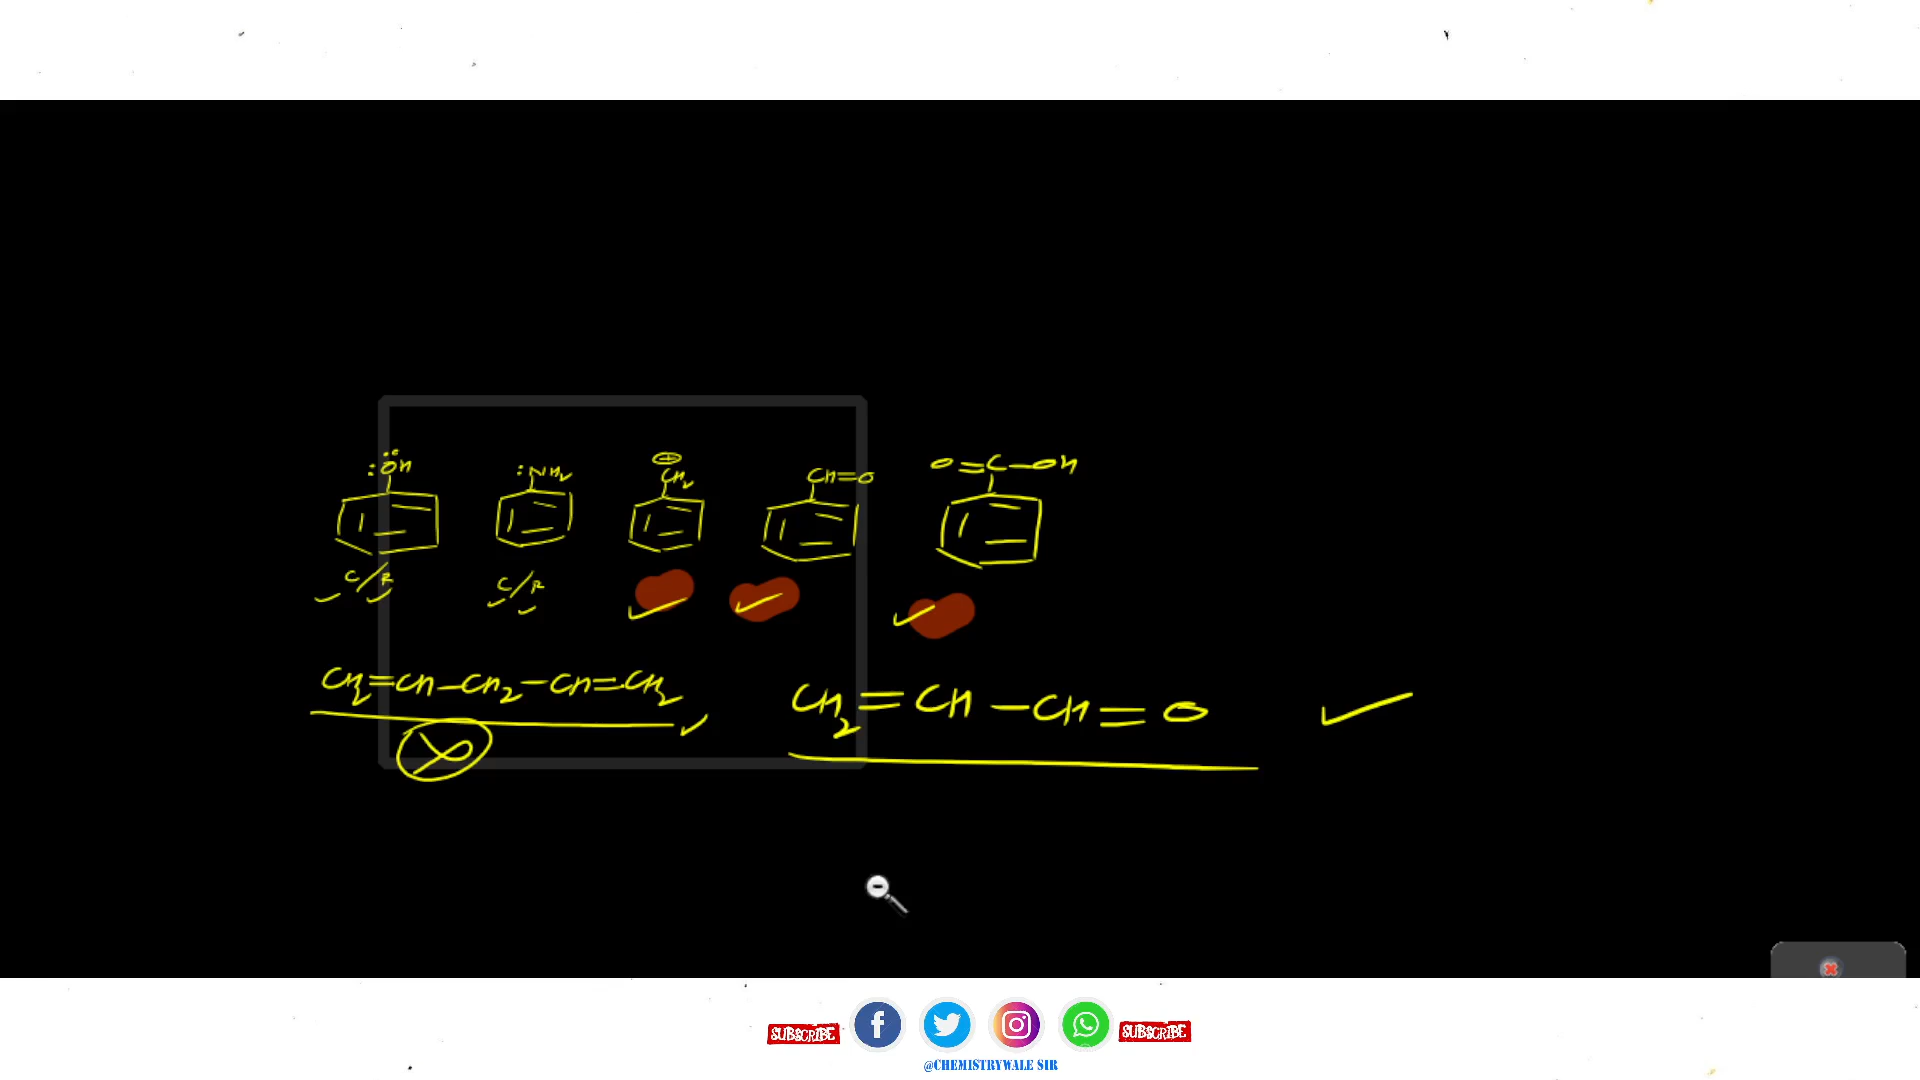 :ÖH :NH2 ⊕CH2 CH=O O=C-OH
C/R C/R
CH2=CH-CH2-CH=CH2 CH2=CH-CH=O
SUBSCRIBE SUBSCRIBE
@CHEMISTRYWALE SIR